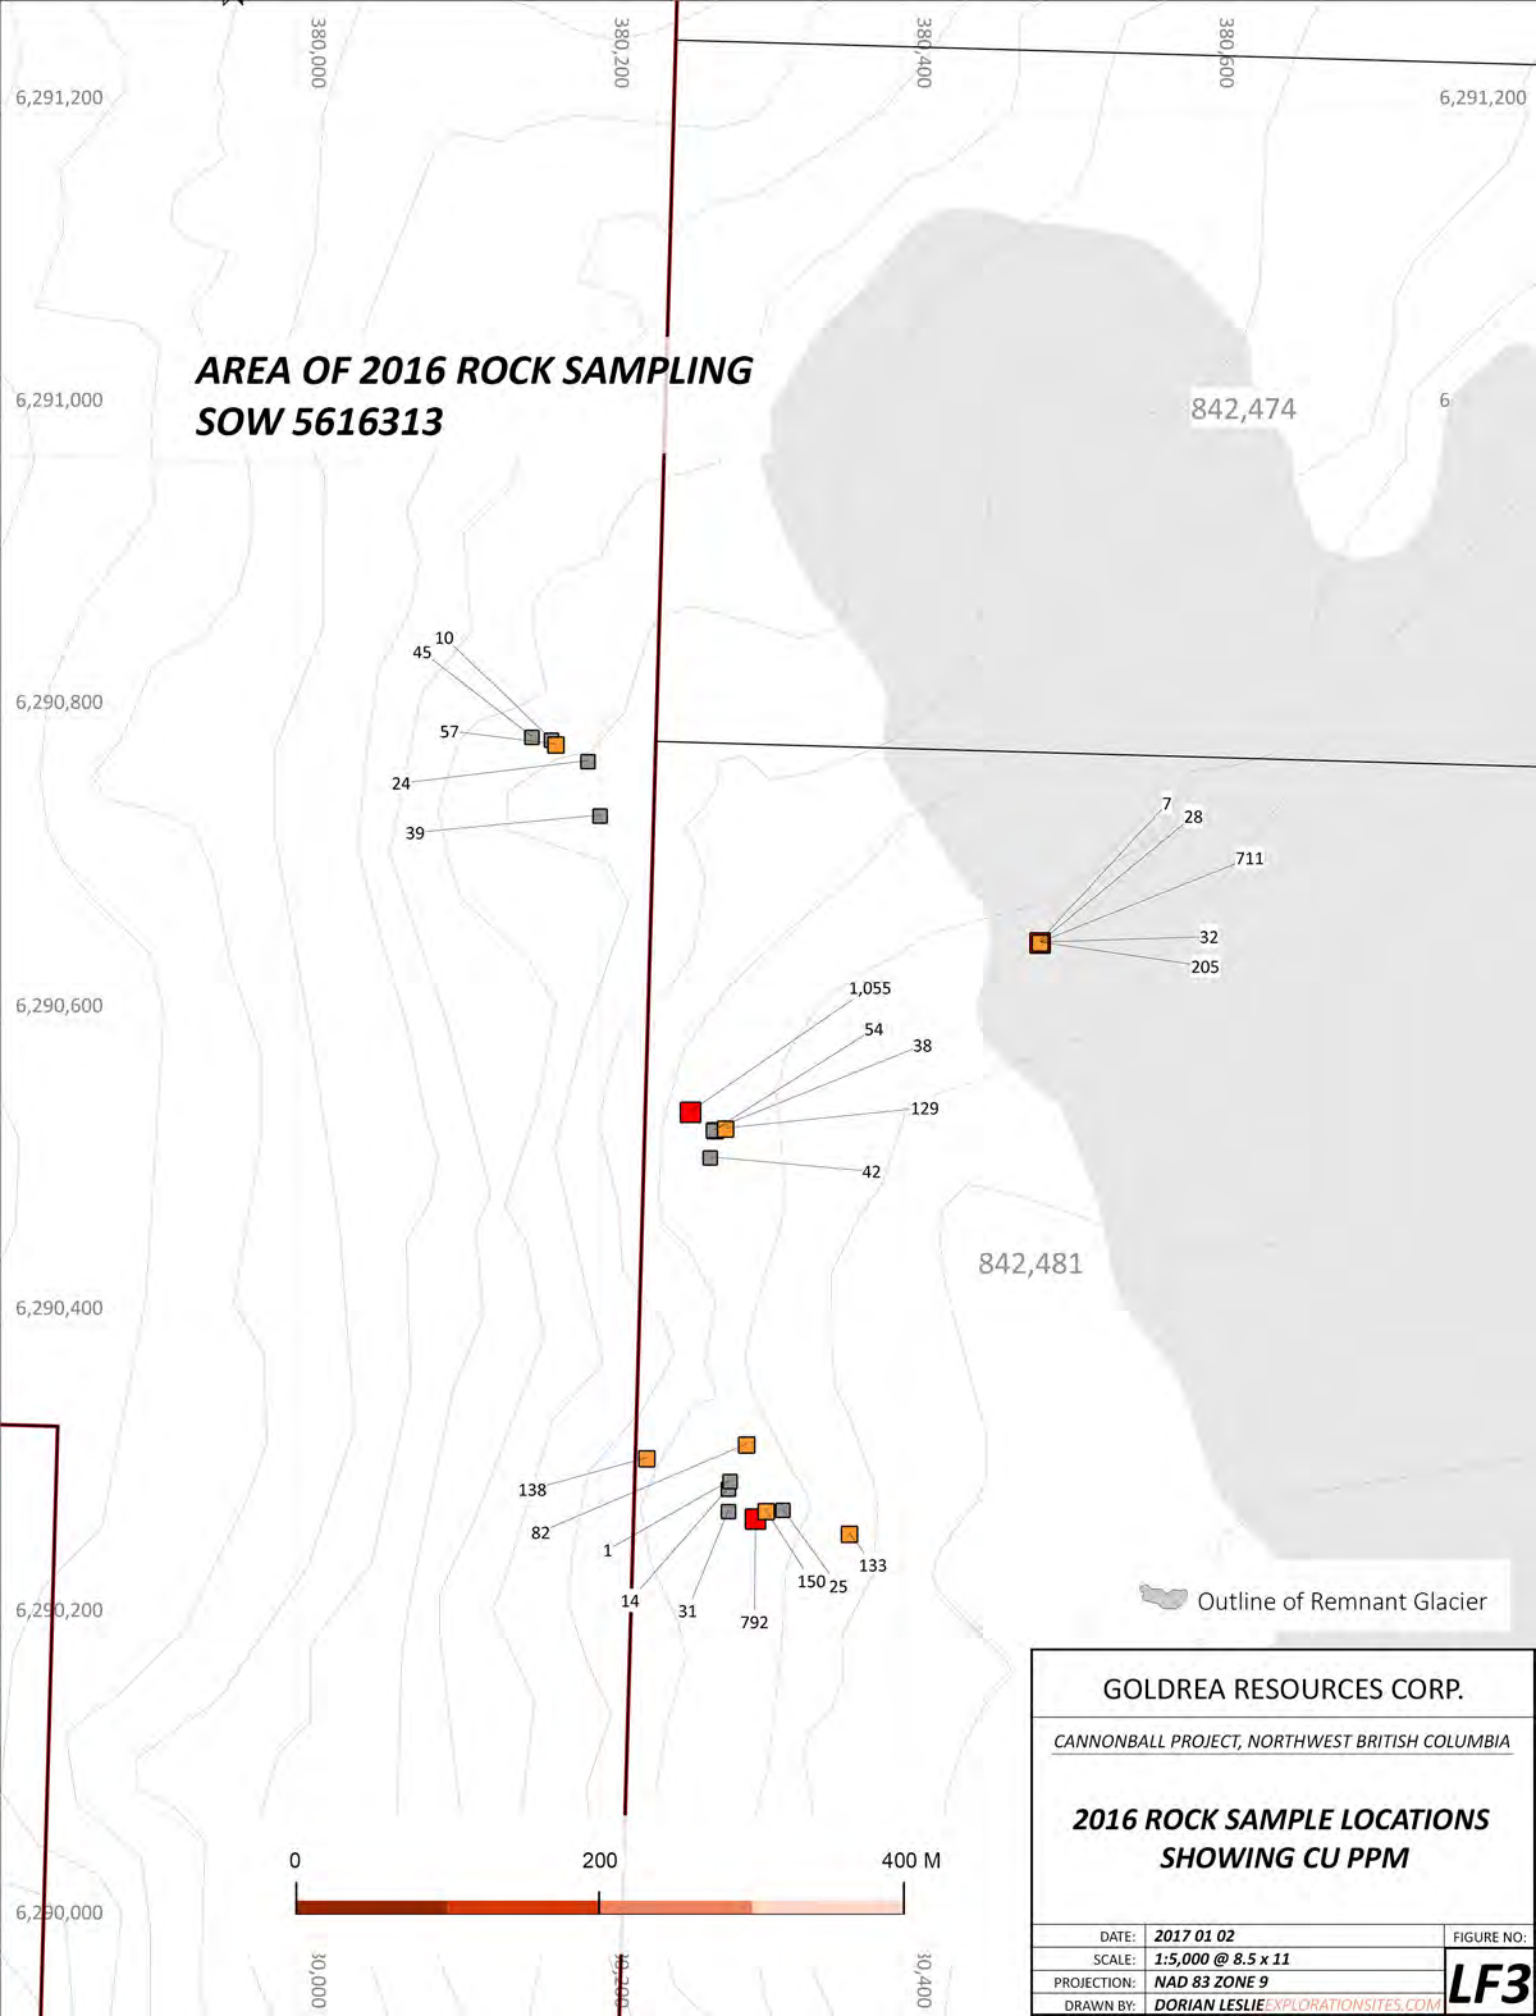 380,000
380,200
380,400
380,600
6,291,200
6,291,200
AREA OF 2016 ROCK SAMPLING
SOW 5616313
6,291,000
842,474
6
10
45
6,290,800
57
24
39
7
28
711
32
205
1,055
6,290,600
54
38
129
42
842,481
6,290,400
138
82
1
133
150
25
14
31
792
6,290,200
Outline of Remnant Glacier
GOLDREA RESOURCES CORP.
CANNONBALL PROJECT, NORTHWEST BRITISH COLUMBIA
2016 ROCK SAMPLE LOCATIONS
SHOWING CU PPM
0 200 400 M
6,290,000
DATE: 2017 01 02
FIGURE NO:
SCALE: 1:5,000 @ 8.5 x 11
PROJECTION: NAD 83 ZONE 9
LF3
DRAWN BY: DORIAN LESLIE EXPLORATIONSITES.COM